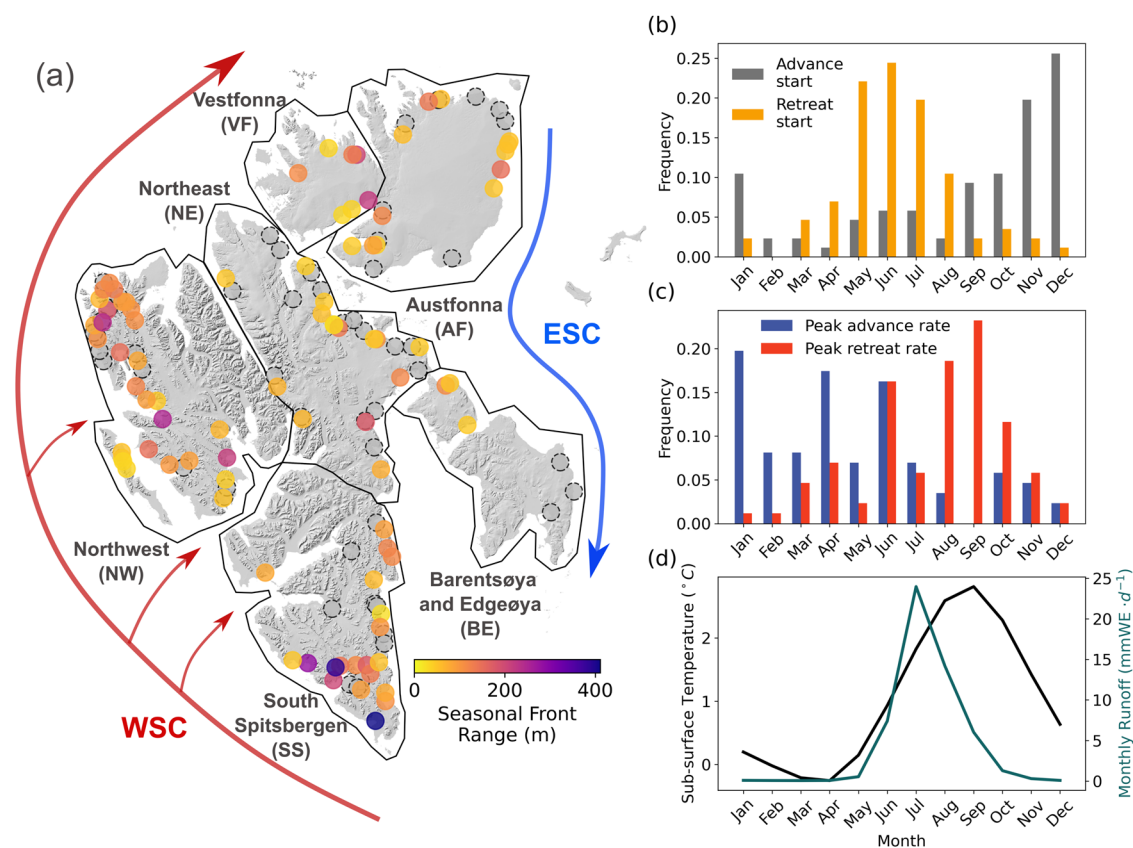 (a)
Vestfonna
(VF)
Northeast
(NE)
Austfonna
(AF)
ESC
Northwest
(NW)
Barentsøya
and Edgeøya
(BE)
WSC
South
Spitsbergen
(SS)
0 200 400
Seasonal Front
Range (m)
(b)
Advance
start
Retreat
start
Frequency
0.25
0.20
0.15
0.10
0.05
0.00
Jan Feb Mar Apr May Jun Jul Aug Sep Oct Nov Dec
(c)
Peak advance rate
Peak retreat rate
Frequency
0.20
0.15
0.10
0.05
0.00
Jan Feb Mar Apr May Jun Jul Aug Sep Oct Nov Dec
(d)
Sub-surface Temperature (°C)
2
1
0
Monthly Runoff (mmWE ·d⁻¹)
25
20
15
10
5
0
Jan Feb Mar Apr May Jun Jul Aug Sep Oct Nov Dec
Month